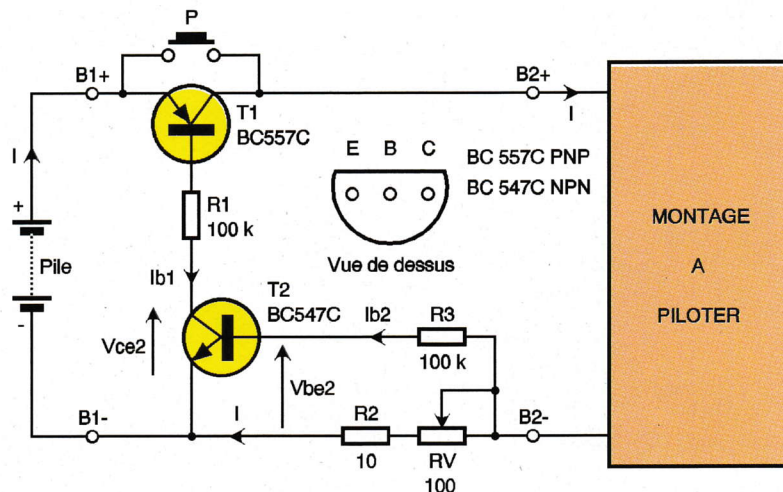 P
B1+
B2+
T1
BC557C
I
I
E B C
BC 557C PNP
BC 547C NPN
R1
100 k
+
Pile
-
Vue de dessus
MONTAGE
A
PILOTER
Ib1
T2
BC547C
Ib2
R3
100 k
Vce2
Vbe2
B1-
I
R2
10
RV
100
B2-